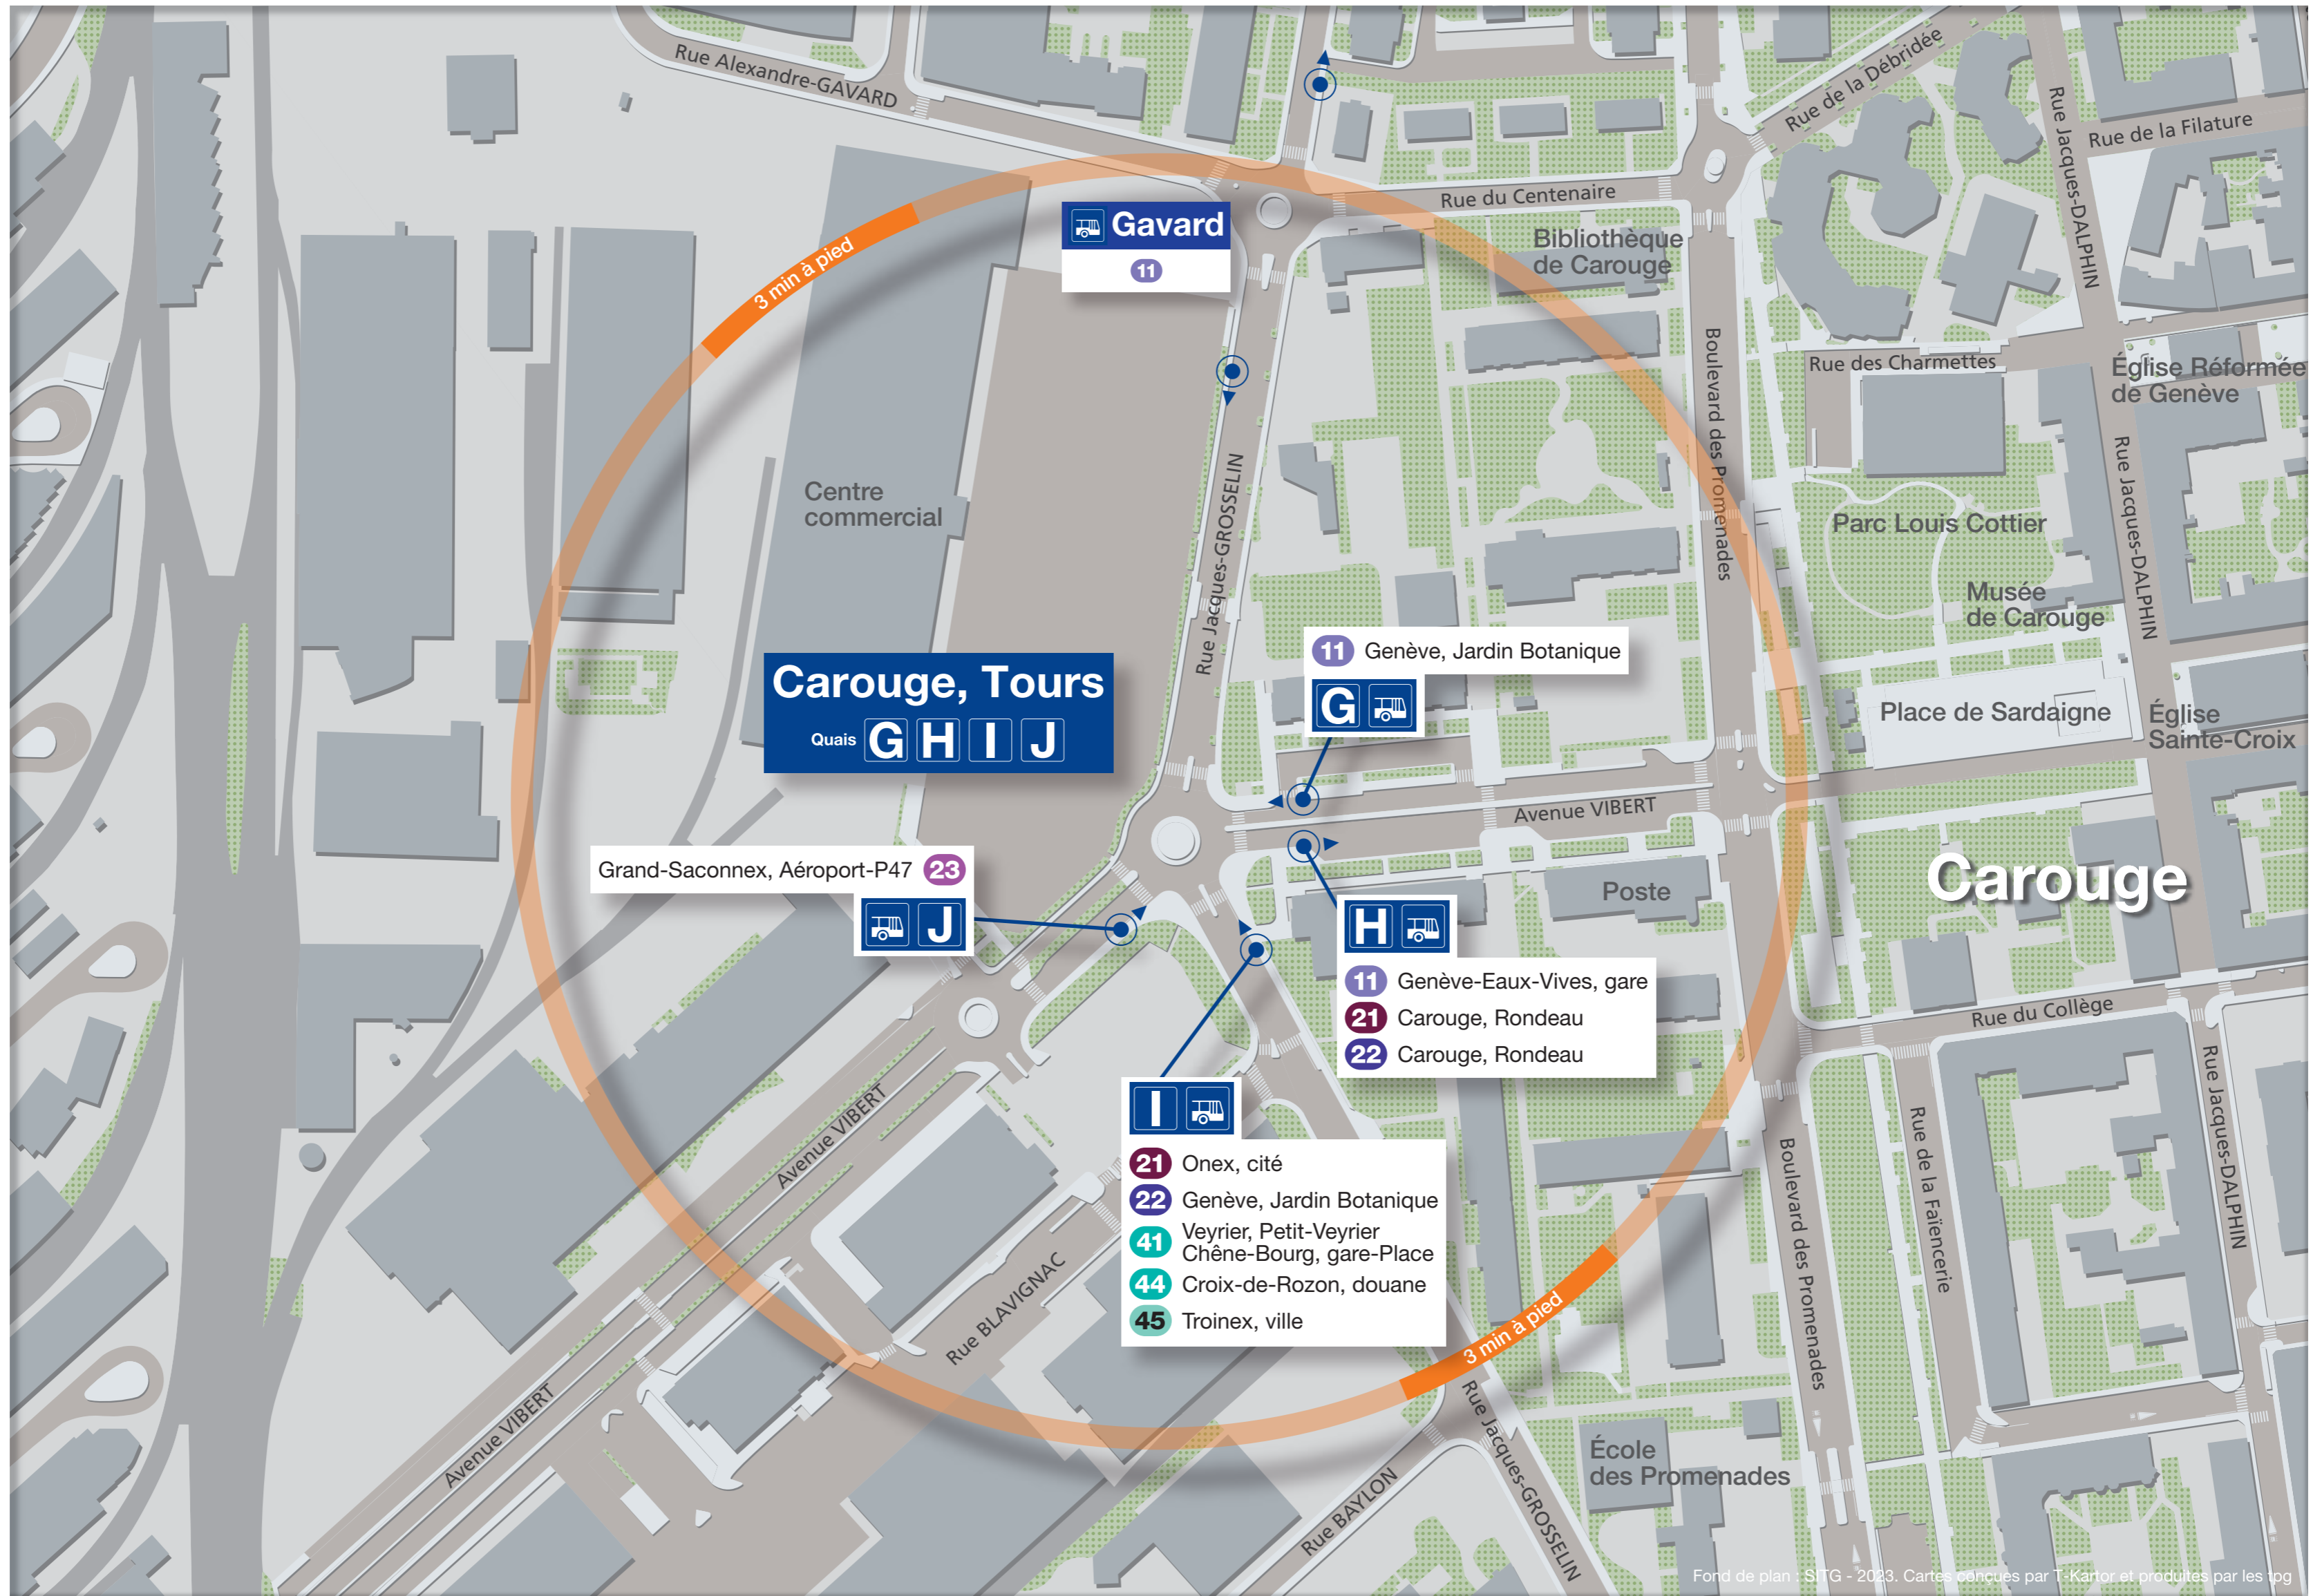 Rue Alexandre-GAVARD
Rue de la Débridée
Rue Jacques-DALPHIN
Rue de la Filature
Rue du Centenaire
Gavard
11
Bibliothèque
de Carouge
3 min à pied
Boulevard des Promenades
Rue des Charmettes
Église Réformée
de Genève
Rue Jacques-GROSSELIN
Centre
commercial
Rue Jacques-DALPHIN
Parc Louis Cottier
Musée
de Carouge
11 Genève, Jardin Botanique
G
Carouge, Tours
Quais G H I J
Place de Sardaigne
Église
Sainte-Croix
Avenue VIBERT
Grand-Saconnex, Aéroport-P47 23
J
Poste
Carouge
H
11 Genève-Eaux-Vives, gare
21 Carouge, Rondeau
22 Carouge, Rondeau
Rue du Collège
Rue Jacques-DALPHIN
I
21 Onex, cité
22 Genève, Jardin Botanique
41 Veyrier, Petit-Veyrier
Chêne-Bourg, gare-Place
44 Croix-de-Rozon, douane
45 Troinex, ville
Avenue VIBERT
Rue BLAVIGNAC
Boulevard des Promenades
Rue de la Faïencerie
3 min à pied
Avenue VIBERT
Rue Jacques-GROSSELIN
Rue BAYLON
École
des Promenades
Fond de plan : SITG - 2023. Cartes conçues par T-Kartor et produites par les tpg